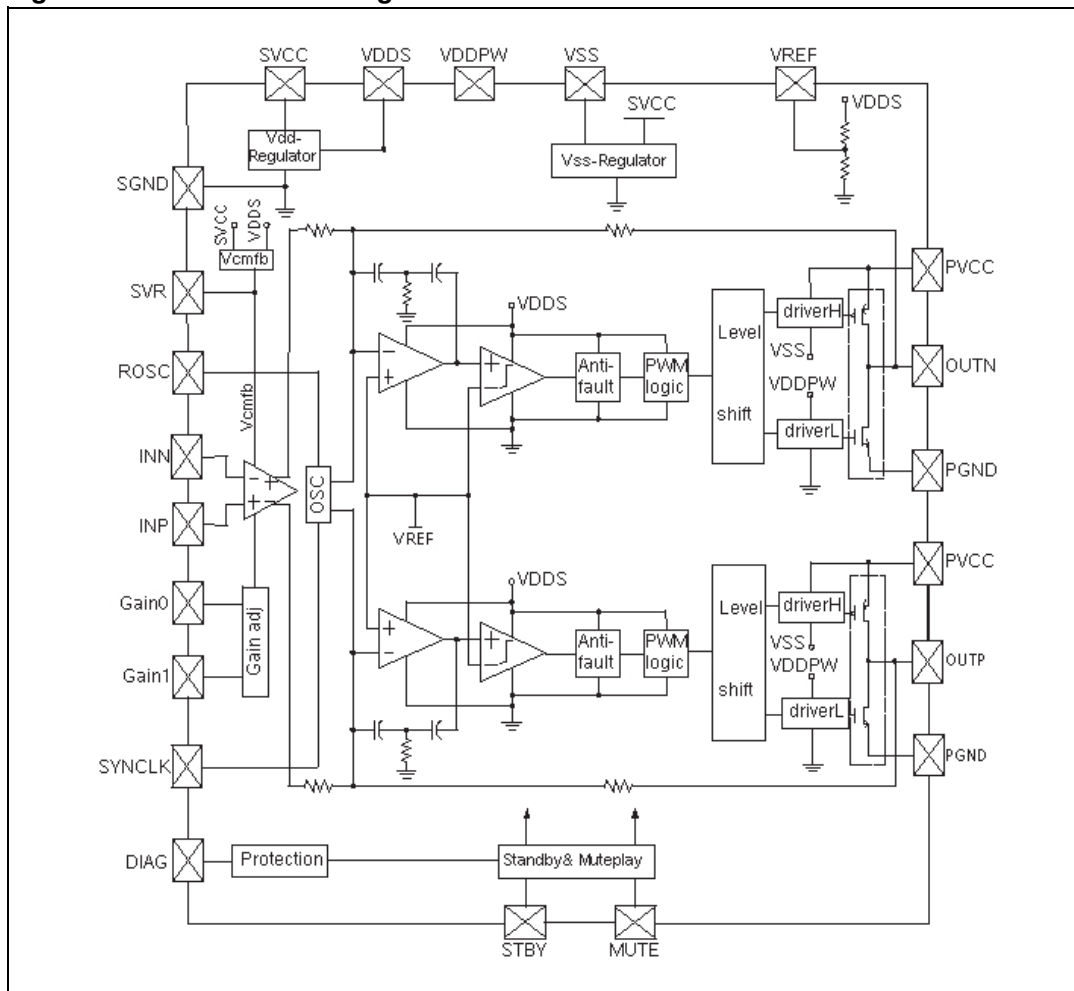 SVCC
VDDS
VDDPW
VSS
VREF
SVCC
VDDS
Vdd-
Regulator
Vss-Regulator
SGND
SVCC
VDDS
Vcmfb
SVR
PVCC
VDDS
driverH
Level
shift
VSS
ROSC
Anti-
fault
PWM
logic
OUTN
VDDPW
Vcmfb
driverL
INN
PGND
OSC
INP
VREF
PVCC
VDDS
Gain0
driverH
Level
shift
Gain adj
Anti-
fault
PWM
logic
VSS
VDDPW
OUTP
Gain1
driverL
SYNCLK
PGND
DIAG
Protection
Standby& Muteplay
STBY
MUTE